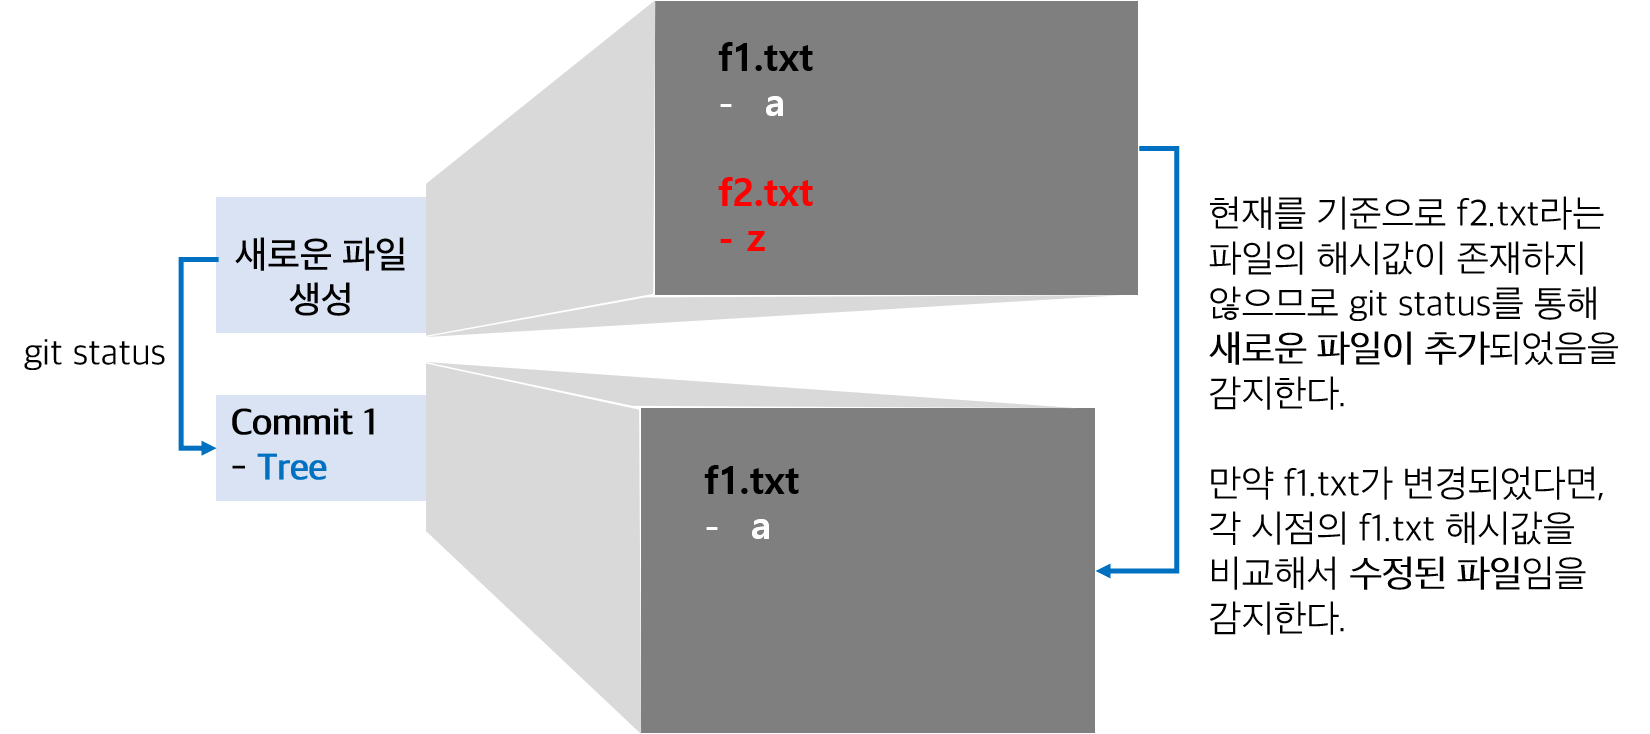 f1.txt
- a
f2.txt
- z
새로운 파일
생성
git status
Commit 1
- Tree
f1.txt
- a
현재를 기준으로 f2.txt라는
파일의 해시값이 존재하지
않으므로 git status를 통해
새로운 파일이 추가되었음을
감지한다.
만약 f1.txt가 변경되었다면,
각 시점의 f1.txt 해시값을
비교해서 수정된 파일임을
감지한다.